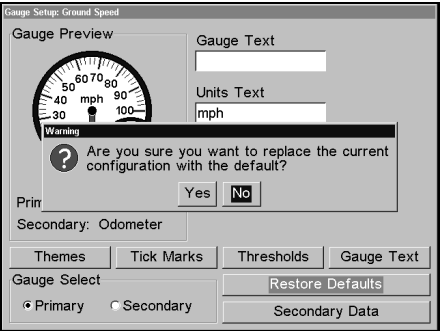 Gauge Setup: Ground Speed
Gauge Preview
Gauge Text
30
40
50
60
70
80
90
100
mph
Units Text
mph
Warning
?
Are you sure you want to replace the current
configuration with the default?
Yes
No
Prim
Secondary: Odometer
Themes
Tick Marks
Thresholds
Gauge Text
Gauge Select
Primary
Secondary
Restore Defaults
Secondary Data